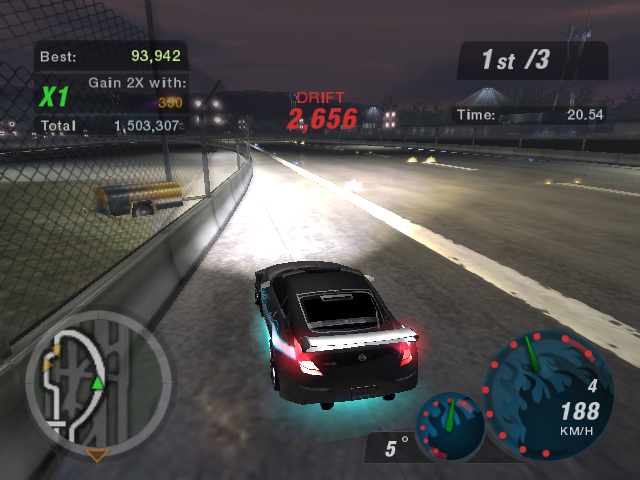 Best: 93,942
X1 Gain 2X with:
350
Total 1,503,307
DRIFT
2,656
1st /3
Time: 20.54
4
188
KM/H
5°